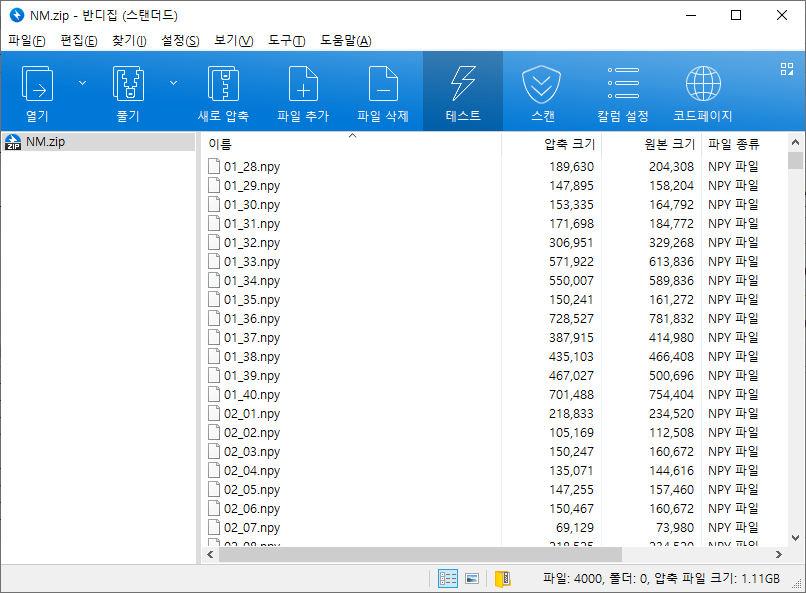 NM.zip - 반디집 (스탠더드)
파일(F) 편집(E) 찾기(I) 설정(S) 보기(V) 도구(T) 도움말(A)
열기 풀기 새로 압축 파일 추가 파일 삭제 테스트 스캔 칼럼 설정 코드페이지
ZIP NM.zip
이름 압축 크기 원본 크기 파일 종류
01_28.npy 189,630 204,308 NPY 파일
01_29.npy 147,895 158,204 NPY 파일
01_30.npy 153,335 164,792 NPY 파일
01_31.npy 171,698 184,772 NPY 파일
01_32.npy 306,951 329,268 NPY 파일
01_33.npy 571,922 613,836 NPY 파일
01_34.npy 550,007 589,836 NPY 파일
01_35.npy 150,241 161,272 NPY 파일
01_36.npy 728,527 781,832 NPY 파일
01_37.npy 387,915 414,980 NPY 파일
01_38.npy 435,103 466,408 NPY 파일
01_39.npy 467,027 500,696 NPY 파일
01_40.npy 701,488 754,404 NPY 파일
02_01.npy 218,833 234,520 NPY 파일
02_02.npy 105,169 112,508 NPY 파일
02_03.npy 150,247 160,672 NPY 파일
02_04.npy 135,071 144,616 NPY 파일
02_05.npy 147,255 157,460 NPY 파일
02_06.npy 150,467 160,672 NPY 파일
02_07.npy 69,129 73,980 NPY 파일
파일: 4000, 폴더: 0, 압축 파일 크기: 1.11GB